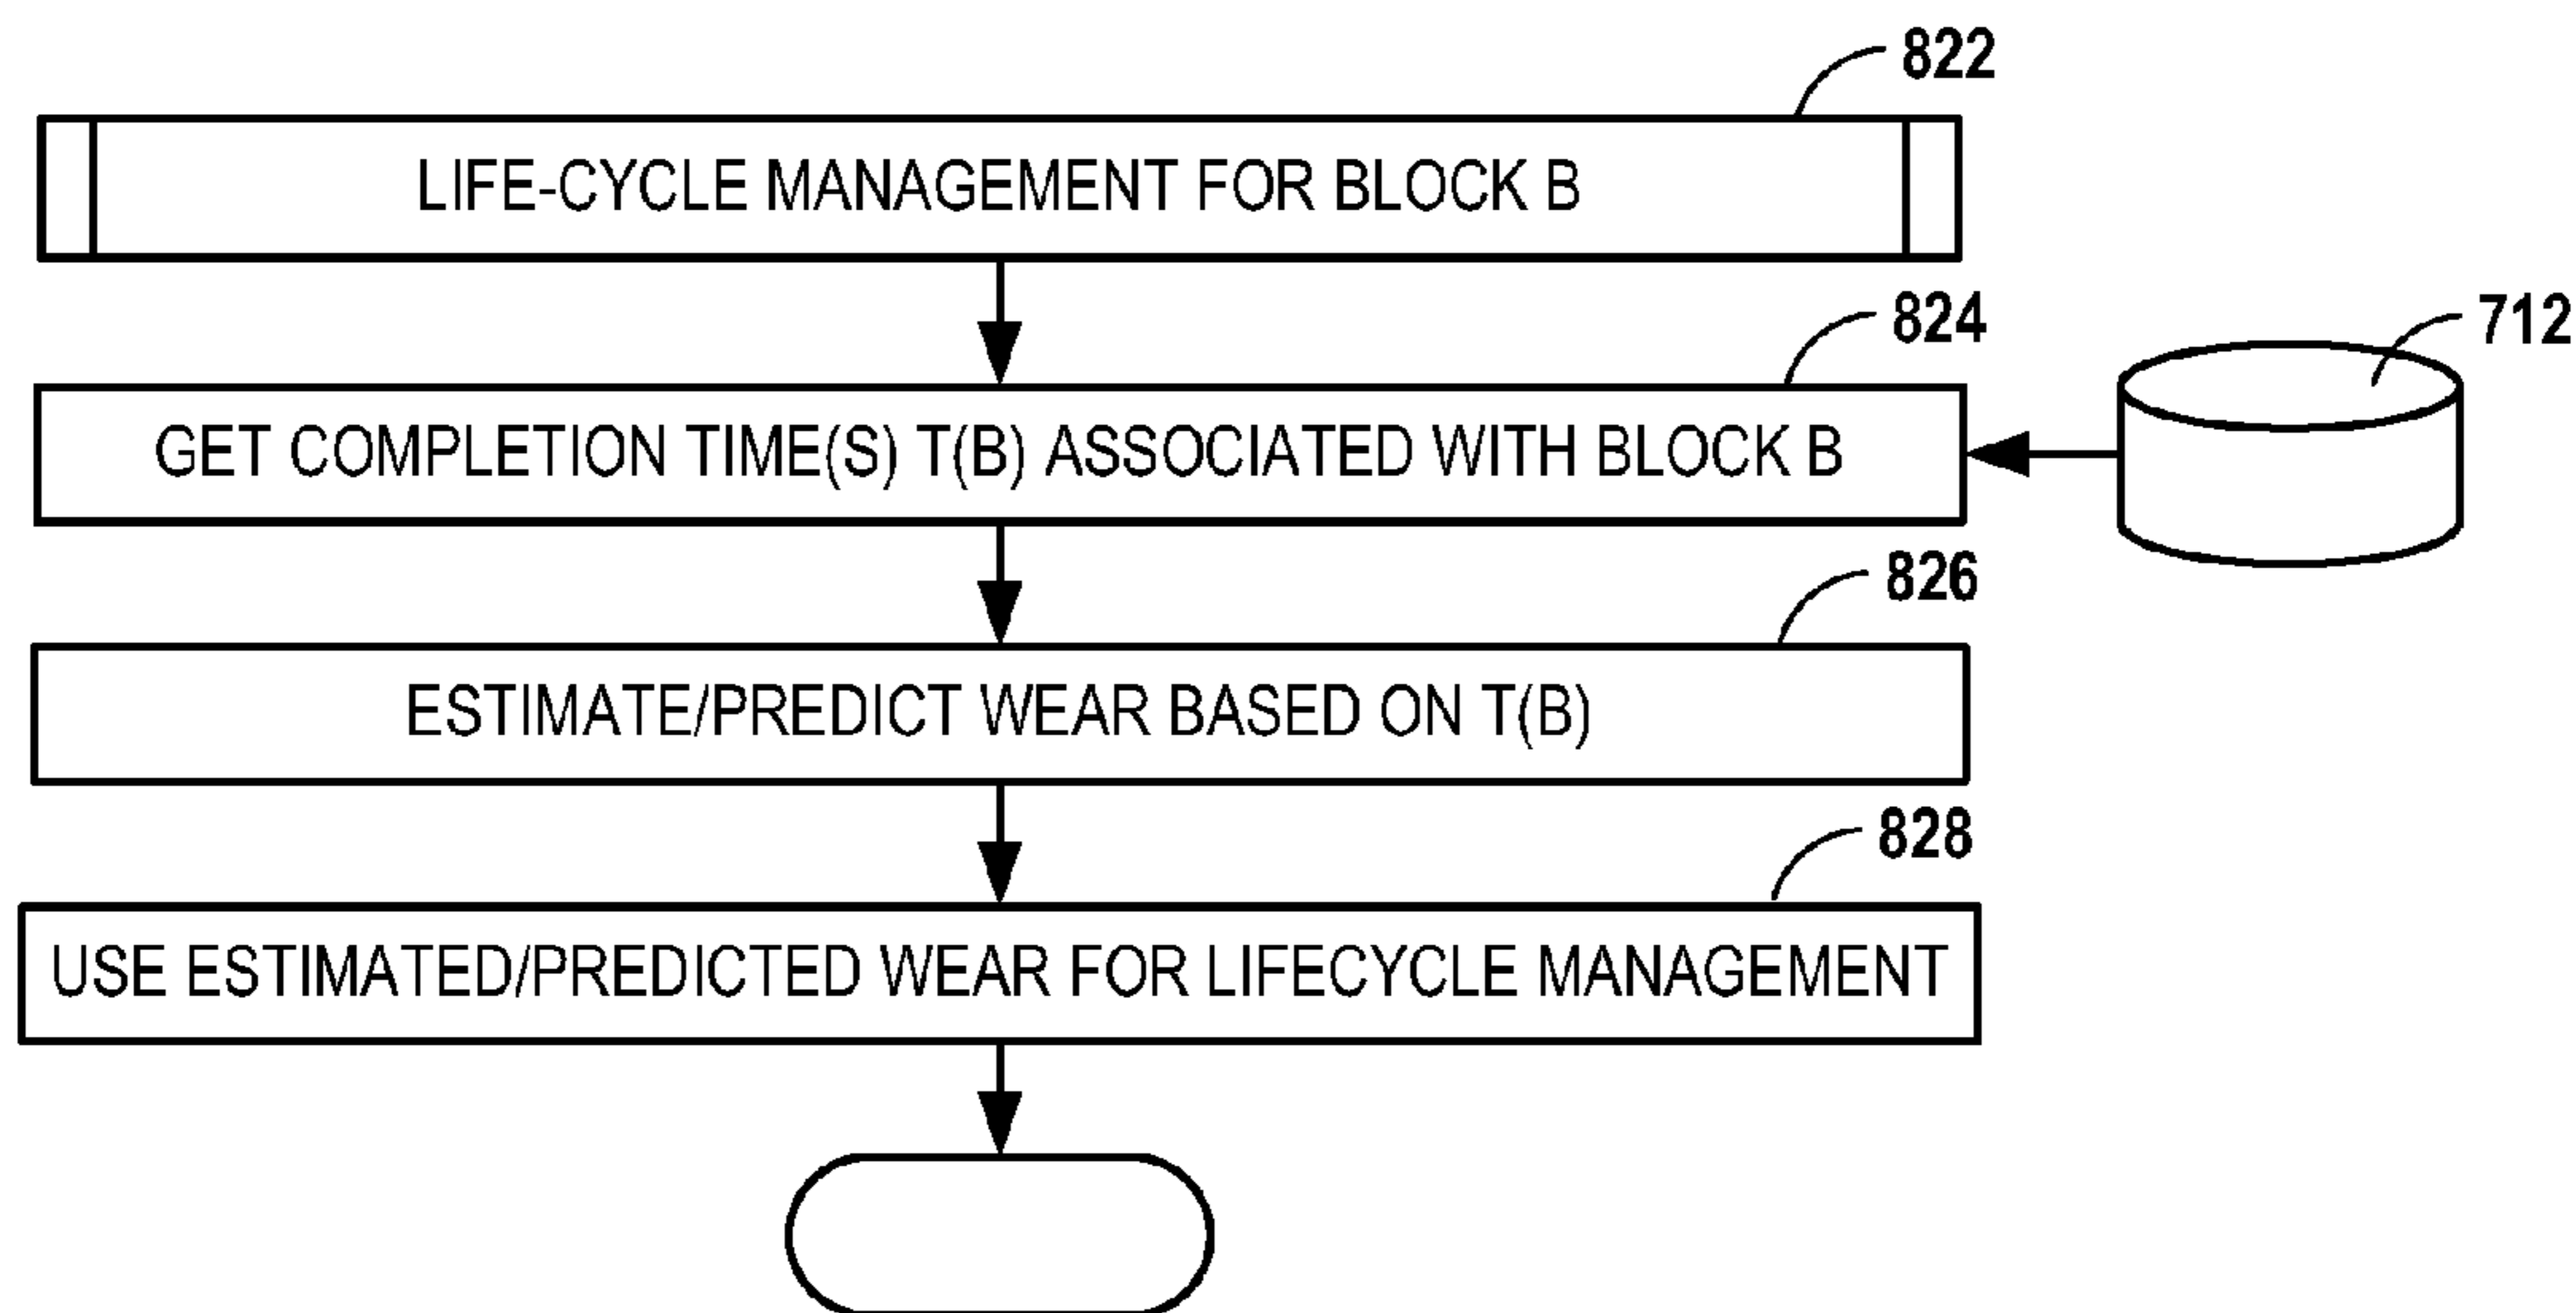 822
LIFE-CYCLE MANAGEMENT FOR BLOCK B
824
712
GET COMPLETION TIME(S) T(B) ASSOCIATED WITH BLOCK B
826
ESTIMATE/PREDICT WEAR BASED ON T(B)
828
USE ESTIMATED/PREDICTED WEAR FOR LIFECYCLE MANAGEMENT